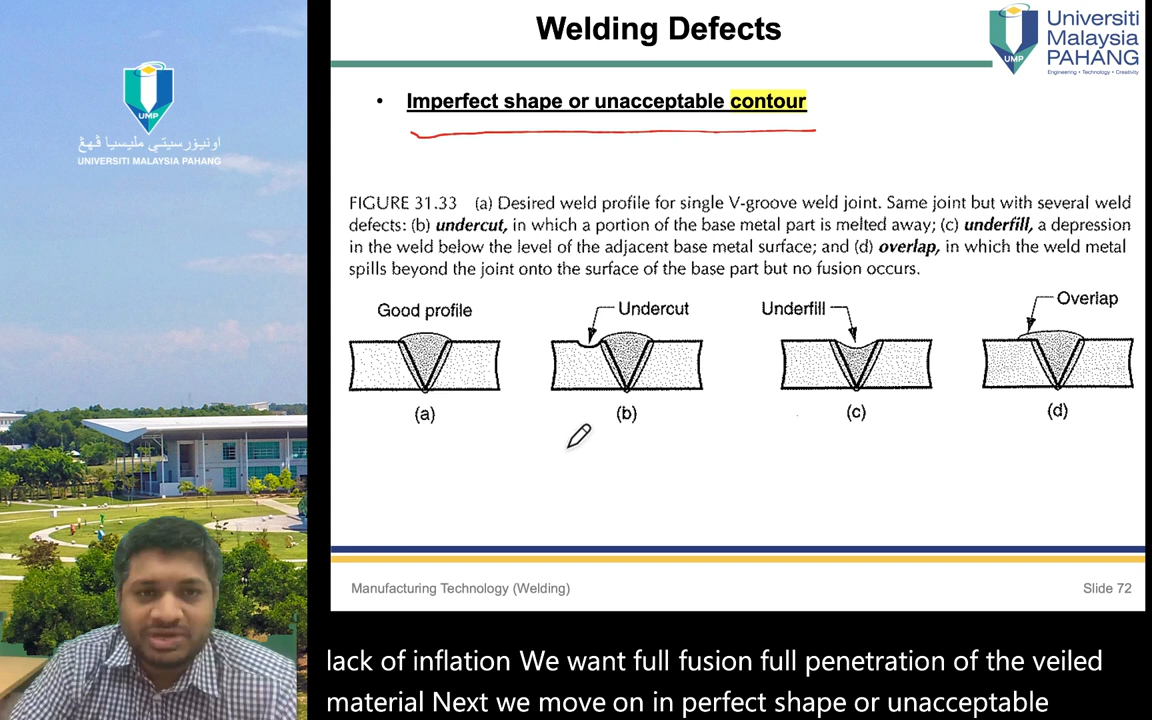 Welding Defects
UMP
Universiti
Malaysia
PAHANG
Engineering • Technology • Creativity
UMP
اونيۏرسيتي مليسيا ڤهڠ
UNIVERSITI MALAYSIA PAHANG
• Imperfect shape or unacceptable contour
FIGURE 31.33 (a) Desired weld profile for single V-groove weld joint. Same joint but with several weld
defects: (b) undercut, in which a portion of the base metal part is melted away; (c) underfill, a depression
in the weld below the level of the adjacent base metal surface; and (d) overlap, in which the weld metal
spills beyond the joint onto the surface of the base part but no fusion occurs.
Good profile
Undercut
Underfill
Overlap
(a)
(b)
(c)
(d)
Manufacturing Technology (Welding)
Slide 72
lack of inflation We want full fusion full penetration of the veiled
material Next we move on in perfect shape or unacceptable